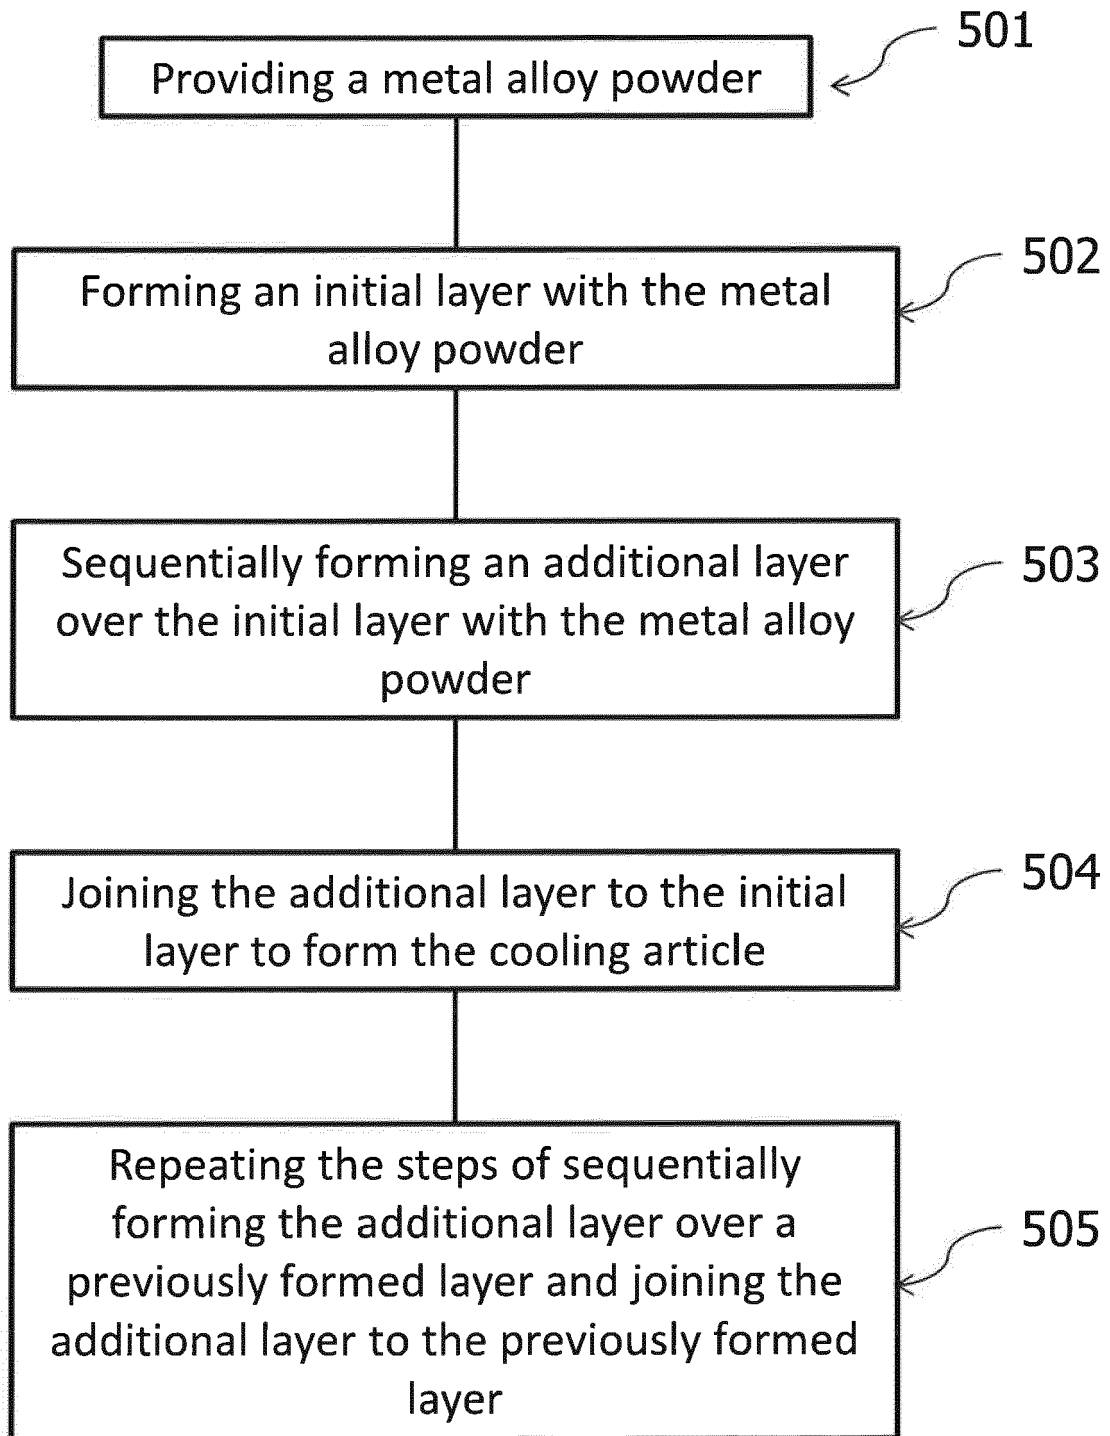 501
Providing a metal alloy powder
502
Forming an initial layer with the metal
alloy powder
503
Sequentially forming an additional layer
over the initial layer with the metal alloy
powder
504
Joining the additional layer to the initial
layer to form the cooling article
505
Repeating the steps of sequentially
forming the additional layer over a
previously formed layer and joining the
additional layer to the previously formed
layer